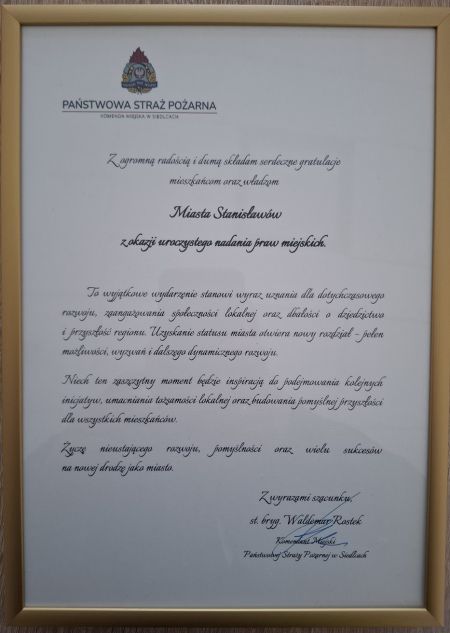 PAŃSTWOWA STRAŻ POŻARNA
KOMENDA MIEJSKA W SIEDLCACH
Z ogromną radością i dumą składam serdeczne gratulacje
mieszkańcom oraz władzom
Miasta Stanisławów
z okazji uroczystego nadania praw miejskich.
To wyjątkowe wydarzenie stanowi wyraz uznania dla dotychczasowego
rozwoju, zaangażowania społeczności lokalnej oraz dbałości o dziedzictwo
i przyszłość regionu. Uzyskanie statusu miasta otwiera nowy rozdział – pełen
możliwości, wyzwań i dalszego dynamicznego rozwoju.
Niech ten zaszczytny moment będzie inspiracją do podejmowania kolejnych
inicjatyw, umacniania tożsamości lokalnej oraz budowania pomyślnej przyszłości
dla wszystkich mieszkańców.
Życzę nieustającego rozwoju, pomyślności oraz wielu sukcesów
na nowej drodze jako miasto.
Z wyrazami szacunku,
st. bryg. Waldemar Rostek
Komendant Miejski
Państwowej Straży Pożarnej w Siedlcach